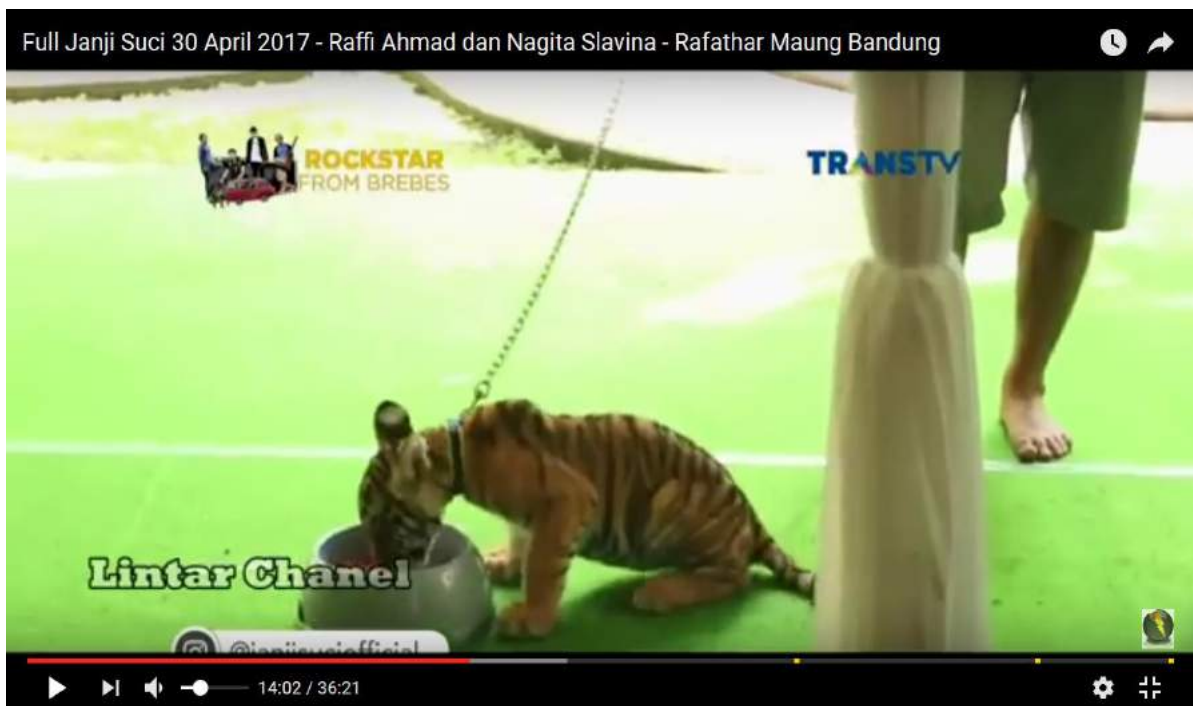 Full Janji Suci 30 April 2017 - Raffi Ahmad dan Nagita Slavina - Rafathar Maung Bandung
ROCKSTAR
FROM BREBES
TRANSTV
Lintar Chanel
@janjisuciofficial
14:02 / 36:21